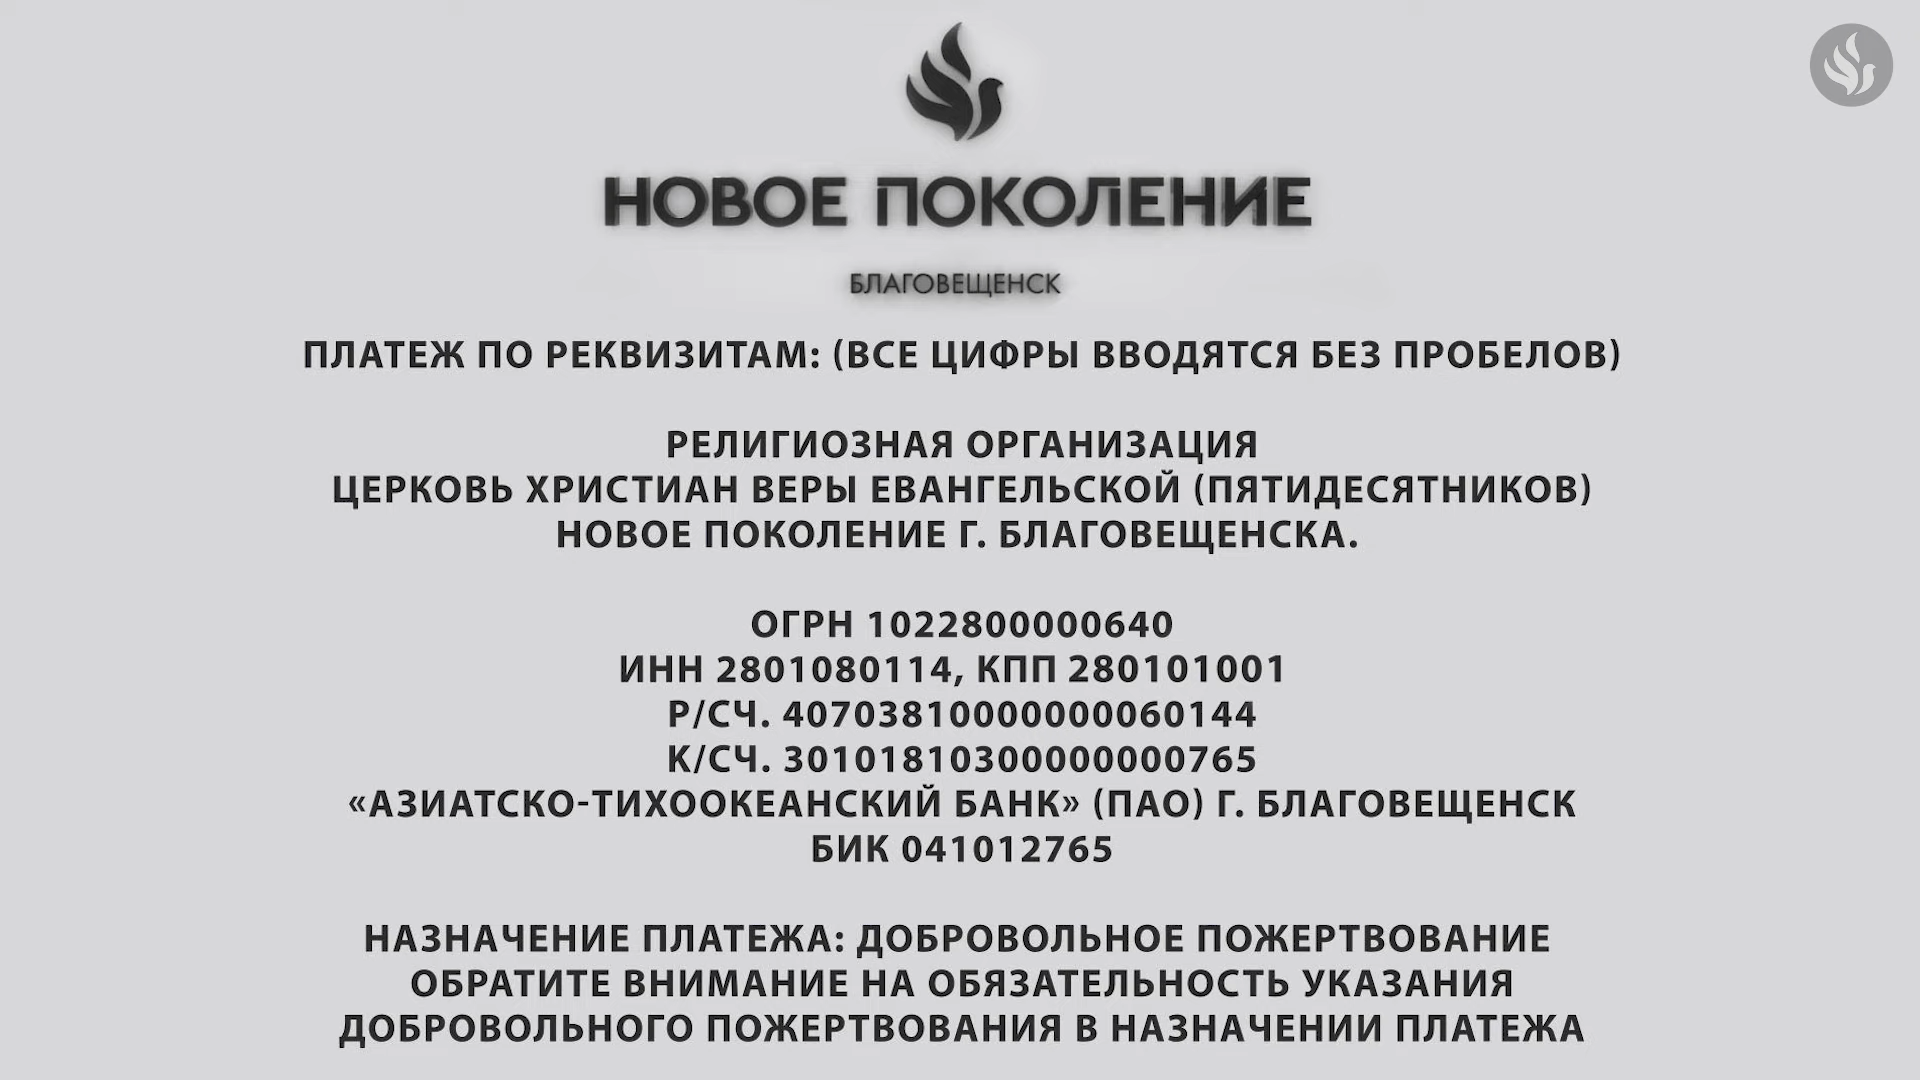 НОВОЕ ПОКОЛЕНИЕ
БЛАГОВЕЩЕНСК
ПЛАТЕЖ ПО РЕКВИЗИТАМ: (ВСЕ ЦИФРЫ ВВОДЯТСЯ БЕЗ ПРОБЕЛОВ)
РЕЛИГИОЗНАЯ ОРГАНИЗАЦИЯ
ЦЕРКОВЬ ХРИСТИАН ВЕРЫ ЕВАНГЕЛЬСКОЙ (ПЯТИДЕСЯТНИКОВ)
НОВОЕ ПОКОЛЕНИЕ Г. БЛАГОВЕЩЕНСКА.
ОГРН 1022800000640
ИНН 2801080114, КПП 280101001
Р/СЧ. 40703810000000060144
К/СЧ. 30101810300000000765
«АЗИАТСКО-ТИХООКЕАНСКИЙ БАНК» (ПАО) Г. БЛАГОВЕЩЕНСК
БИК 041012765
НАЗНАЧЕНИЕ ПЛАТЕЖА: ДОБРОВОЛЬНОЕ ПОЖЕРТВОВАНИЕ
ОБРАТИТЕ ВНИМАНИЕ НА ОБЯЗАТЕЛЬНОСТЬ УКАЗАНИЯ
ДОБРОВОЛЬНОГО ПОЖЕРТВОВАНИЯ В НАЗНАЧЕНИИ ПЛАТЕЖА